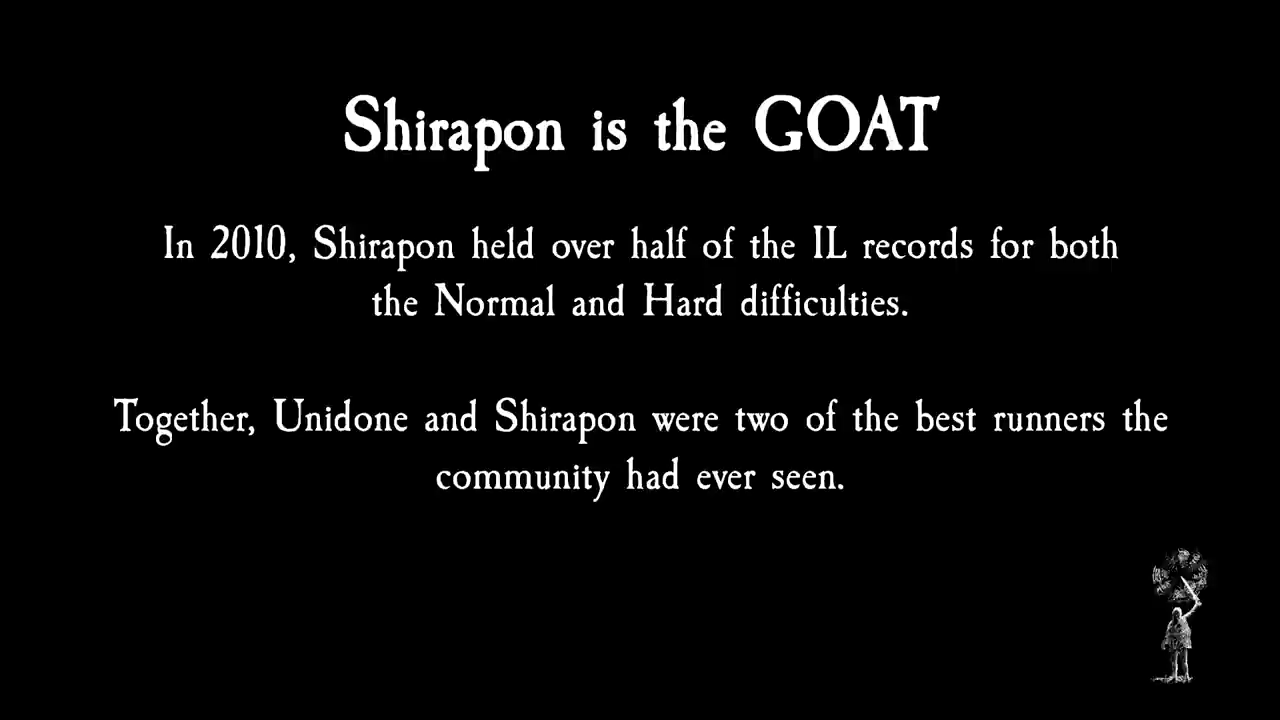 Shirapon is the GOAT
In 2010, Shirapon held over half of the IL records for both
the Normal and Hard difficulties.
Together, Unidone and Shirapon were two of the best runners the
community had ever seen.